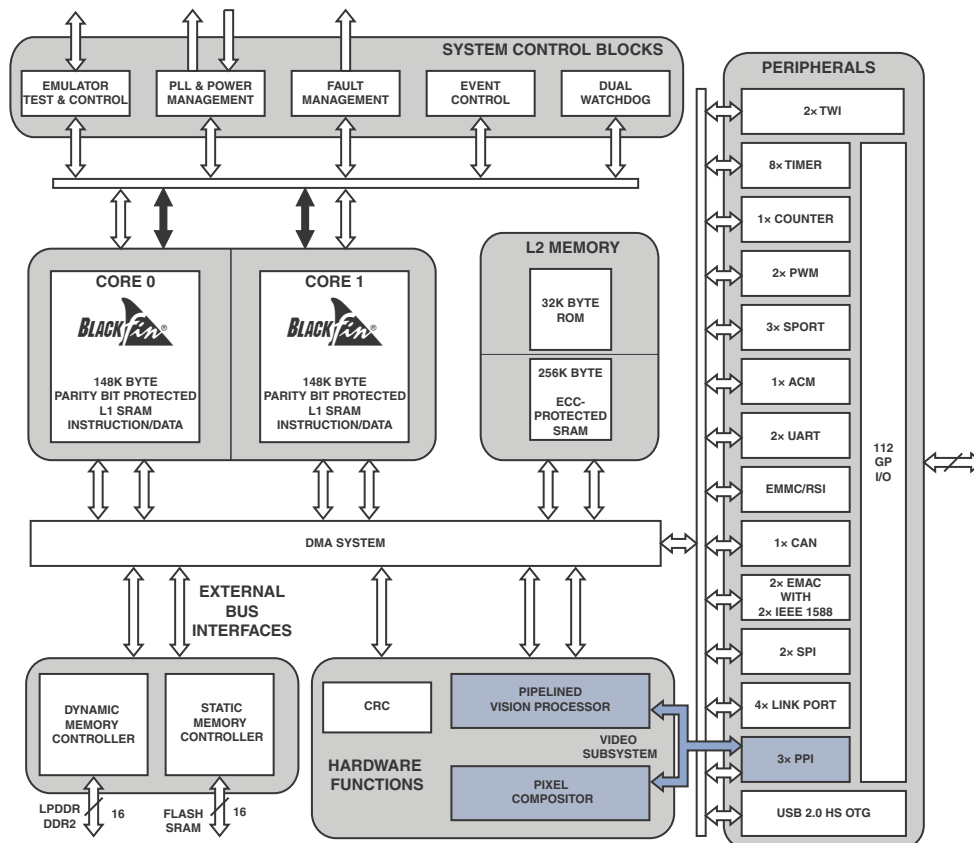 SYSTEM CONTROL BLOCKS
EMULATOR
TEST & CONTROL
PLL & POWER
MANAGEMENT
FAULT
MANAGEMENT
EVENT
CONTROL
DUAL
WATCHDOG
CORE 0
BLACKfin®
148K BYTE
PARITY BIT PROTECTED
L1 SRAM
INSTRUCTION/DATA
CORE 1
BLACKfin®
148K BYTE
PARITY BIT PROTECTED
L1 SRAM
INSTRUCTION/DATA
L2 MEMORY
32K BYTE
ROM
256K BYTE
ECC-
PROTECTED
SRAM
DMA SYSTEM
EXTERNAL
BUS
INTERFACES
DYNAMIC
MEMORY
CONTROLLER
STATIC
MEMORY
CONTROLLER
LPDDR
DDR2
16
FLASH
SRAM
16
CRC
PIPELINED
VISION PROCESSOR
VIDEO
SUBSYSTEM
HARDWARE
FUNCTIONS
PIXEL
COMPOSITOR
PERIPHERALS
2× TWI
8× TIMER
1× COUNTER
2× PWM
3× SPORT
1× ACM
2× UART
EMMC/RSI
1× CAN
2× EMAC
WITH
2× IEEE 1588
2× SPI
4× LINK PORT
3× PPI
USB 2.0 HS OTG
112
GP
I/O